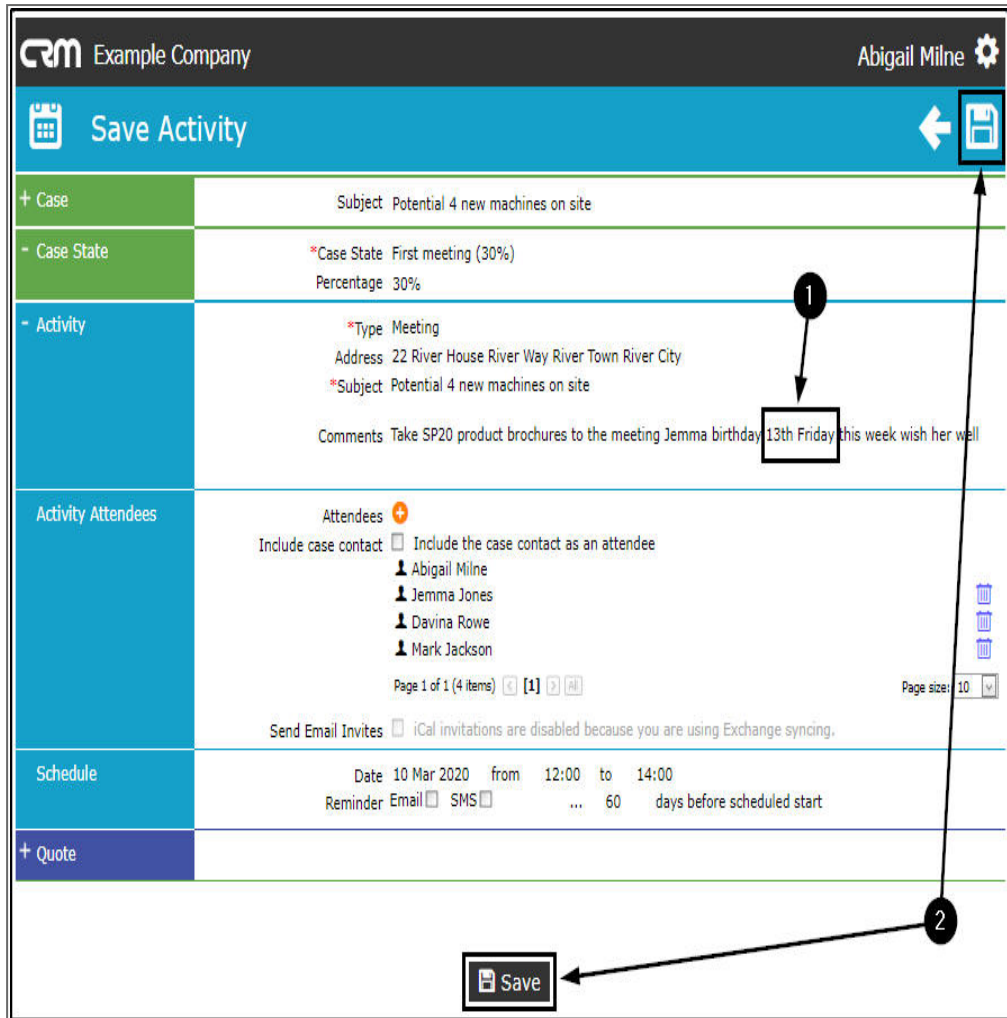 CRM Example Company Abigail Milne
Save Activity
+ Case Subject Potential 4 new machines on site
- Case State *Case State First meeting (30%)
Percentage 30%
1
- Activity *Type Meeting
Address 22 River House River Way River Town River City
*Subject Potential 4 new machines on site
Comments Take SP20 product brochures to the meeting Jemma birthday 13th Friday this week wish her well
Activity Attendees Attendees
Include case contact Include the case contact as an attendee
Abigail Milne
Jemma Jones
Davina Rowe
Mark Jackson
Page 1 of 1 (4 items) < [1] > All Page size: 10
Send Email Invites iCal invitations are disabled because you are using Exchange syncing.
Schedule Date 10 Mar 2020 from 12:00 to 14:00
Reminder Email SMS ... 60 days before scheduled start
+ Quote
2
Save